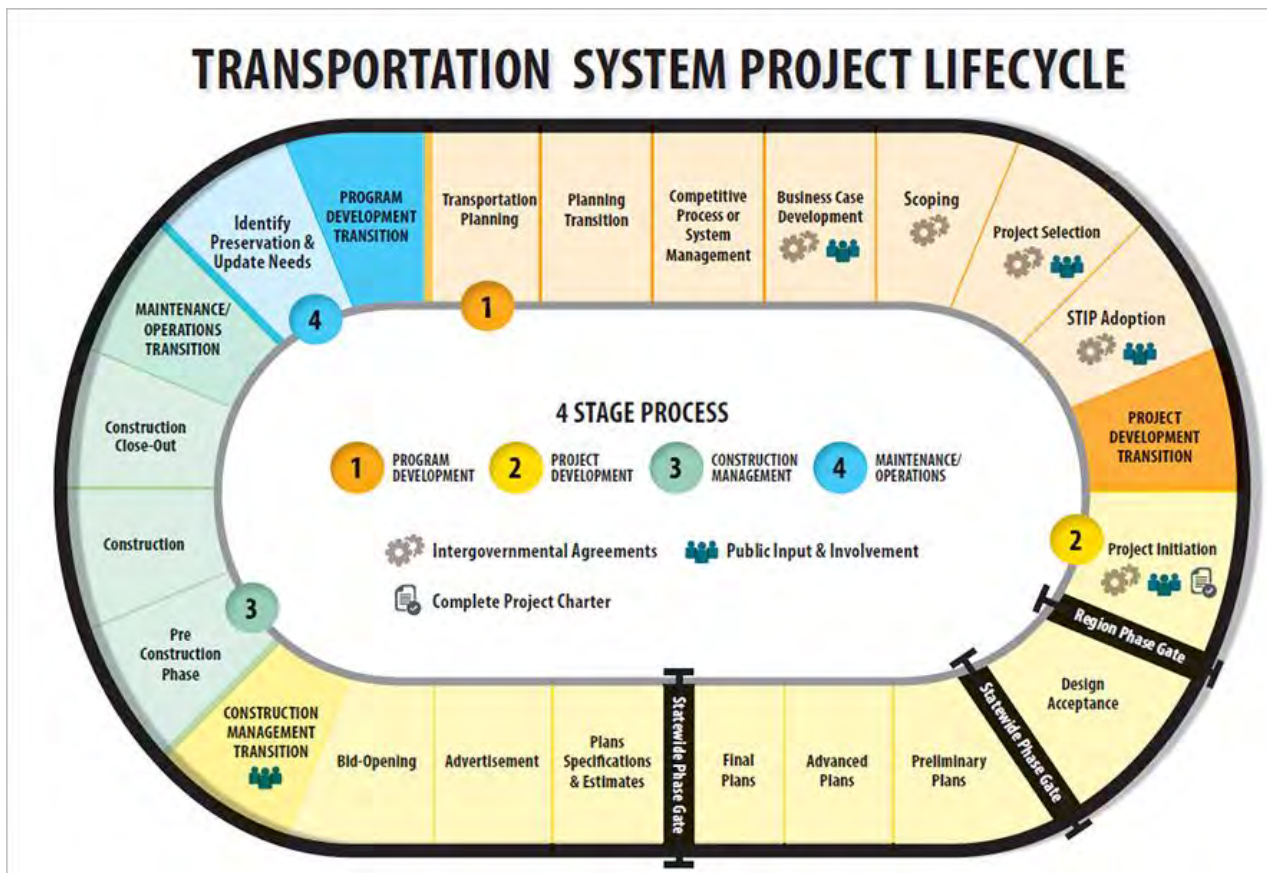 TRANSPORTATION SYSTEM PROJECT LIFECYCLE
PROGRAM
DEVELOPMENT
TRANSITION
Transportation
Planning
Planning
Transition
Competitive
Process or
System
Management
Business Case
Development
Scoping
Project Selection
STIP Adoption
PROJECT
DEVELOPMENT
TRANSITION
Project Initiation
Region Phase Gate
Design
Acceptance
Statewide Phase Gate
Preliminary
Plans
Advanced
Plans
Final
Plans
Statewide Phase Gate
Plans
Specifications
& Estimates
Advertisement
Bid-Opening
CONSTRUCTION
MANAGEMENT
TRANSITION
Pre
Construction
Phase
Construction
Construction
Close-Out
MAINTENANCE/
OPERATIONS
TRANSITION
Identify
Preservation &
Update Needs
1
2
3
4
4 STAGE PROCESS
1 PROGRAM
DEVELOPMENT
2 PROJECT
DEVELOPMENT
3 CONSTRUCTION
MANAGEMENT
4 MAINTENANCE/
OPERATIONS
Intergovernmental Agreements
Public Input & Involvement
Complete Project Charter